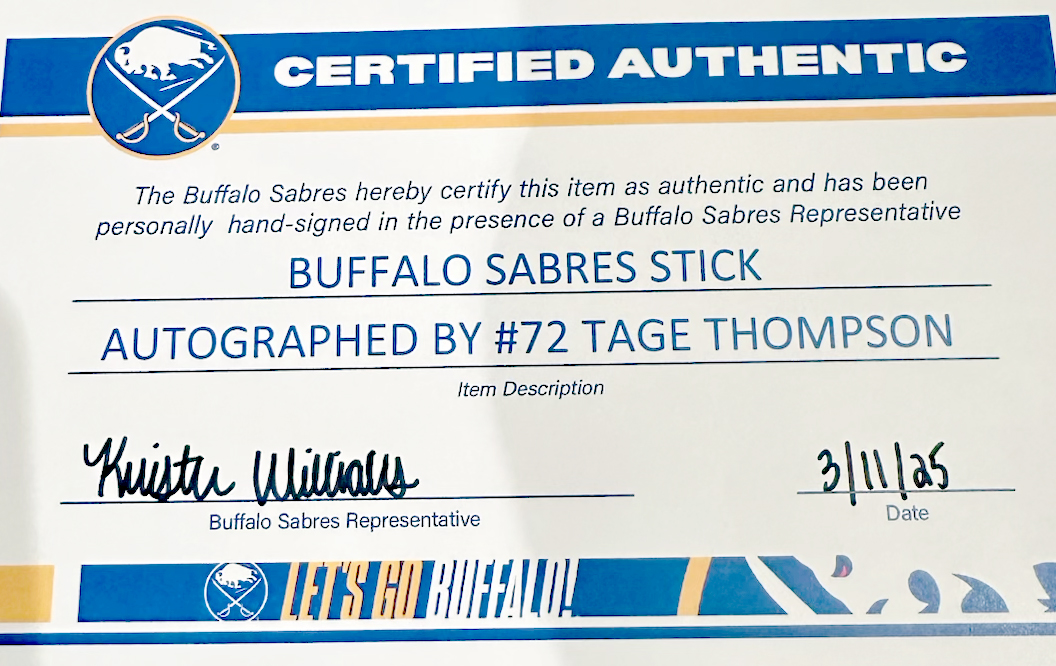 CERTIFIED AUTHENTIC
®
The Buffalo Sabres hereby certify this item as authentic and has been
personally hand-signed in the presence of a Buffalo Sabres Representative
BUFFALO SABRES STICK
AUTOGRAPHED BY #72 TAGE THOMPSON
Item Description
Williams 3/11/25
Buffalo Sabres Representative Date
LET'S GO BUFFALO!